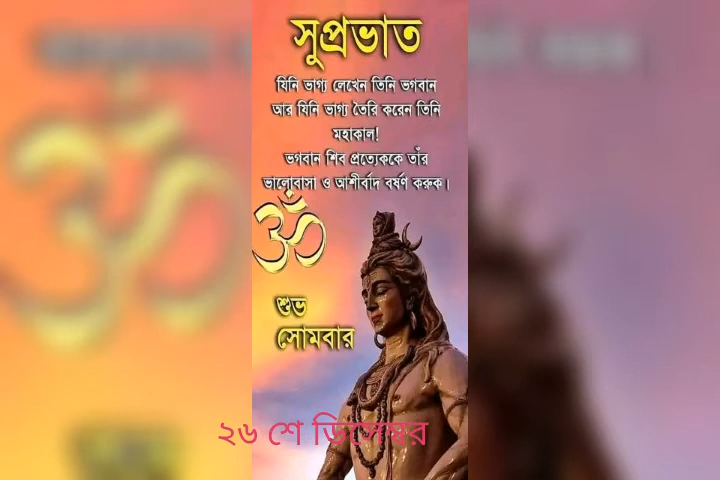 সুপ্রভাত
যিনি ভাগ্য লেখেন তিনি ভগবান
আর যিনি ভাগ্য তৈরি করেন তিনি
মহাকাল!
ভগবান শিব প্রত্যেককে তাঁর
ভালোবাসা ও আশীর্বাদ বর্ষণ করুক।
ॐ
শুভ
সোমবার
২৬ শে ডিসেম্বর